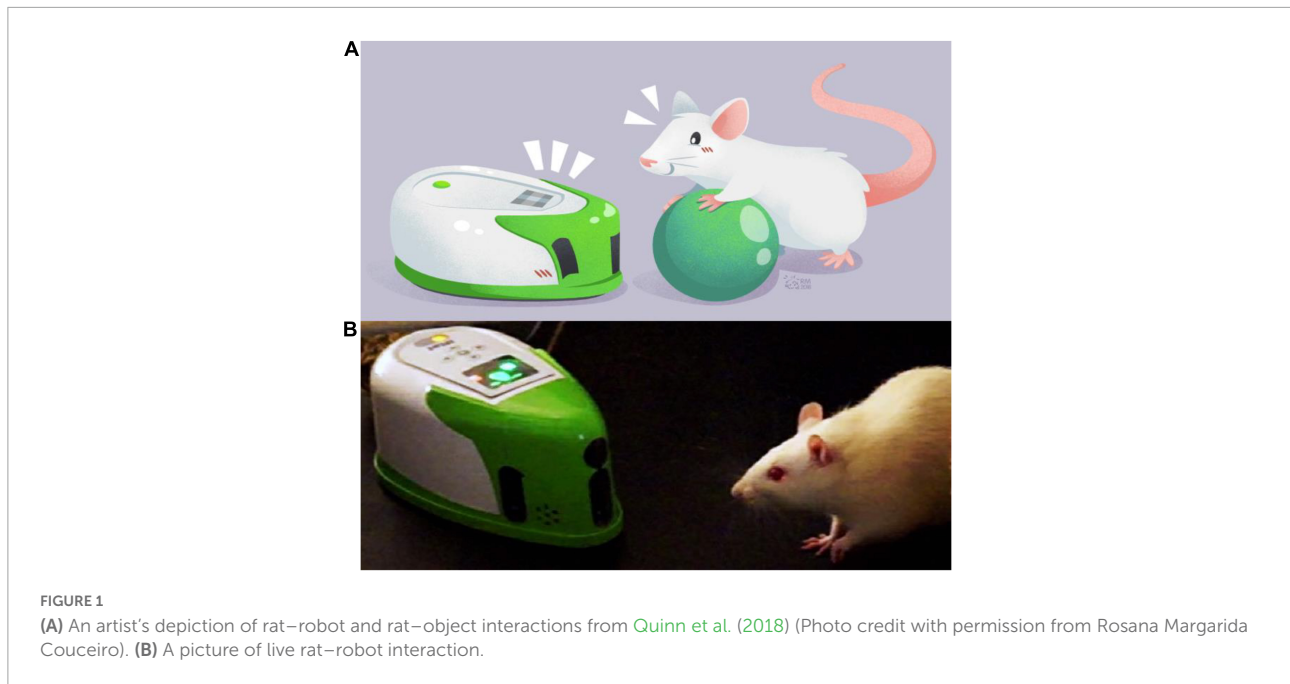 A
B
FIGURE 1
(A) An artist's depiction of rat–robot and rat–object interactions from Quinn et al. (2018) (Photo credit with permission from Rosana Margarida
Couceiro). (B) A picture of live rat–robot interaction.